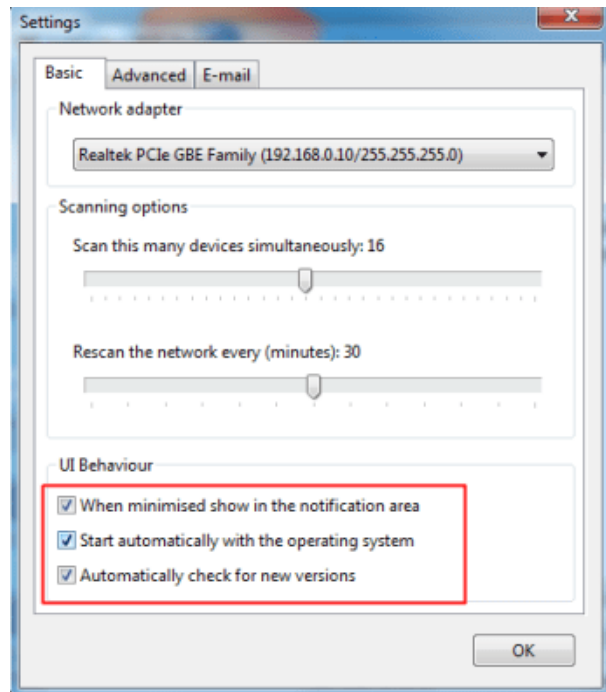 Settings
Basic
Advanced
E-mail
Network adapter
Realtek PCIe GBE Family (192.168.0.10/255.255.255.0)
Scanning options
Scan this many devices simultaneously: 16
Rescan the network every (minutes): 30
UI Behaviour
When minimised show in the notification area
Start automatically with the operating system
Automatically check for new versions
OK